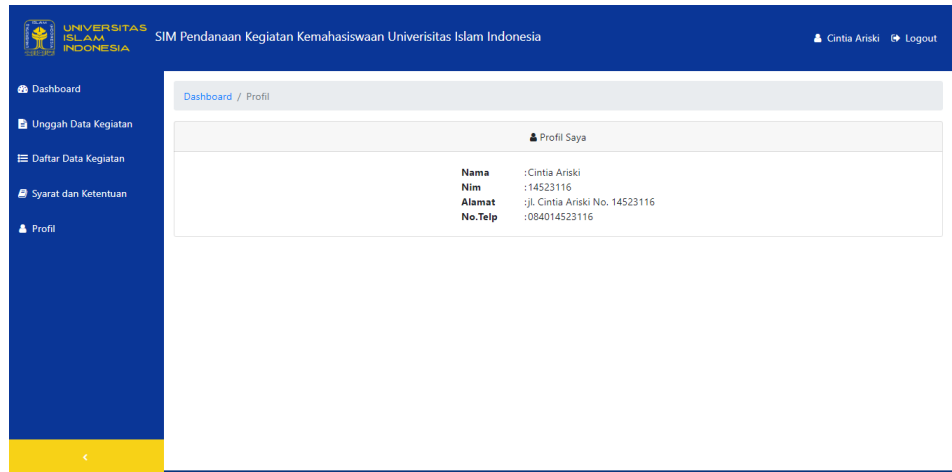 UNIVERSITAS
ISLAM
INDONESIA
SIM Pendanaan Kegiatan Kemahasiswaan Univerisitas Islam Indonesia
Cintia Ariski
Logout
Dashboard
Unggah Data Kegiatan
Daftar Data Kegiatan
Syarat dan Ketentuan
Profil
Dashboard / Profil
Profil Saya
Nama :Cintia Ariski
Nim :14523116
Alamat :jl. Cintia Ariski No. 14523116
No.Telp :084014523116